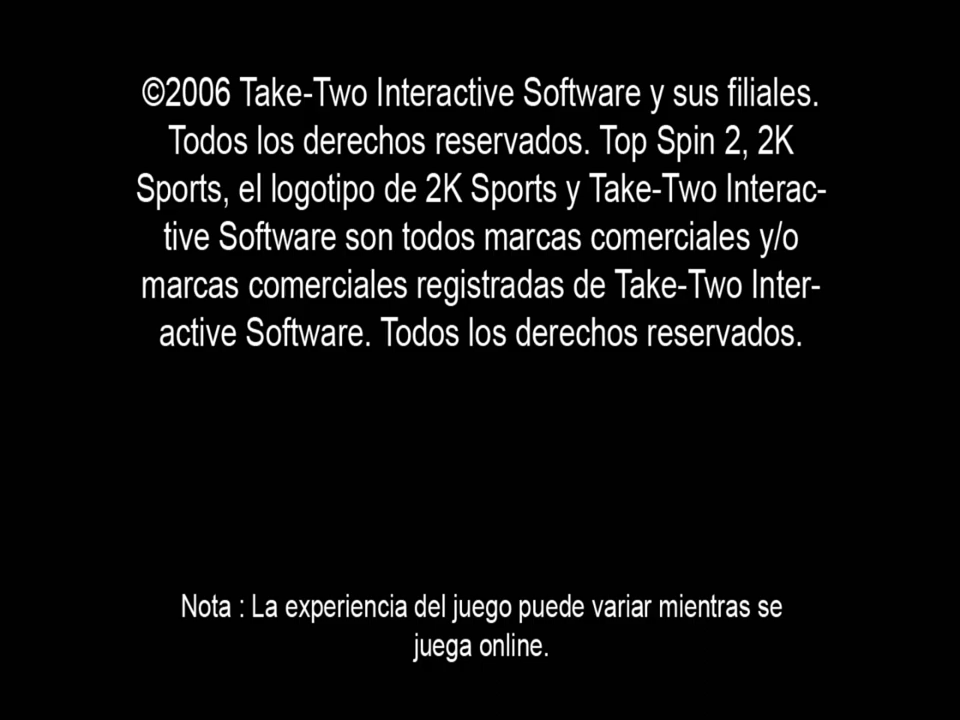 ©2006 Take-Two Interactive Software y sus filiales.
Todos los derechos reservados. Top Spin 2, 2K
Sports, el logotipo de 2K Sports y Take-Two Interac-
tive Software son todos marcas comerciales y/o
marcas comerciales registradas de Take-Two Inter-
active Software. Todos los derechos reservados.
Nota : La experiencia del juego puede variar mientras se
juega online.